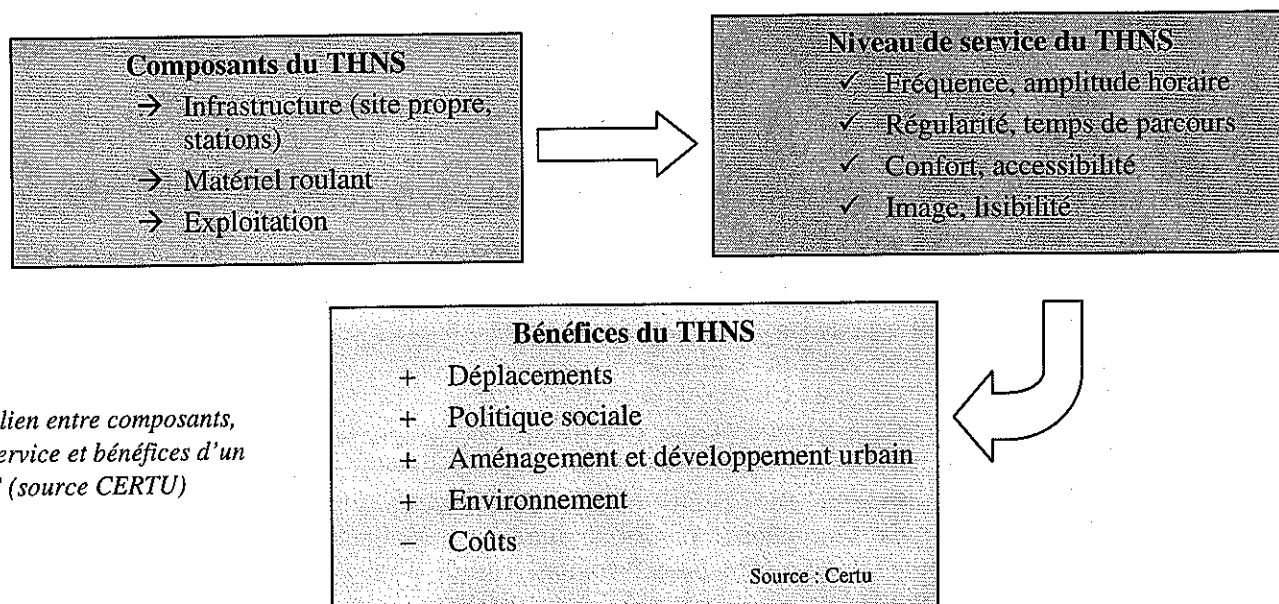 Composants du THNS
→ Infrastructure (site propre,
stations)
→ Matériel roulant
→ Exploitation
Niveau de service du THNS
✓ Fréquence, amplitude horaire
✓ Régularité, temps de parcours
✓ Confort, accessibilité
✓ Image, lisibilité
Bénéfices du THNS
+ Déplacements
+ Politique sociale
+ Aménagement et développement urbain
+ Environnement
− Coûts
Source : Certu
lien entre composants,
service et bénéfices d'un
(source CERTU)